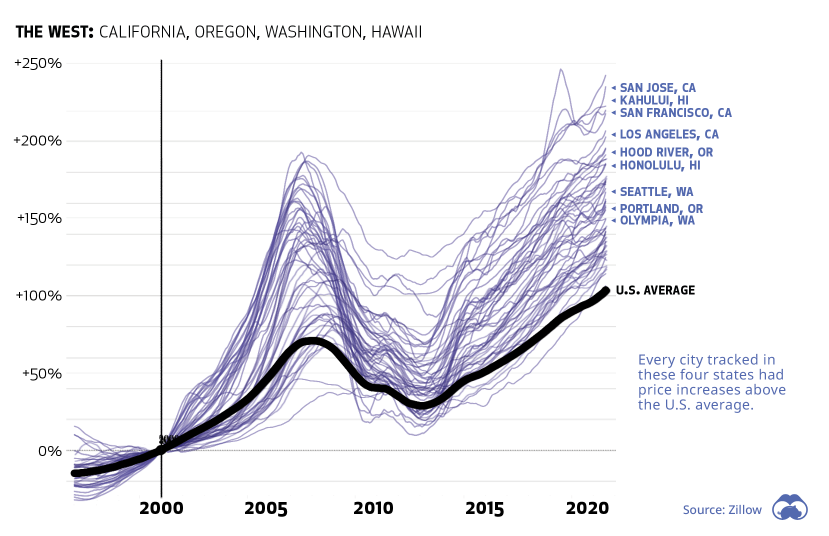 THE WEST: CALIFORNIA, OREGON, WASHINGTON, HAWAII
+250%
SAN JOSE, CA
KAHULUI, HI
SAN FRANCISCO, CA
+200%
LOS ANGELES, CA
HOOD RIVER, OR
HONOLULU, HI
SEATTLE, WA
PORTLAND, OR
+150%
OLYMPIA, WA
+100%
U.S. AVERAGE
Every city tracked in
these four states had
price increases above
the U.S. average.
+50%
0%
2000 2005 2010 2015 2020
Source: Zillow